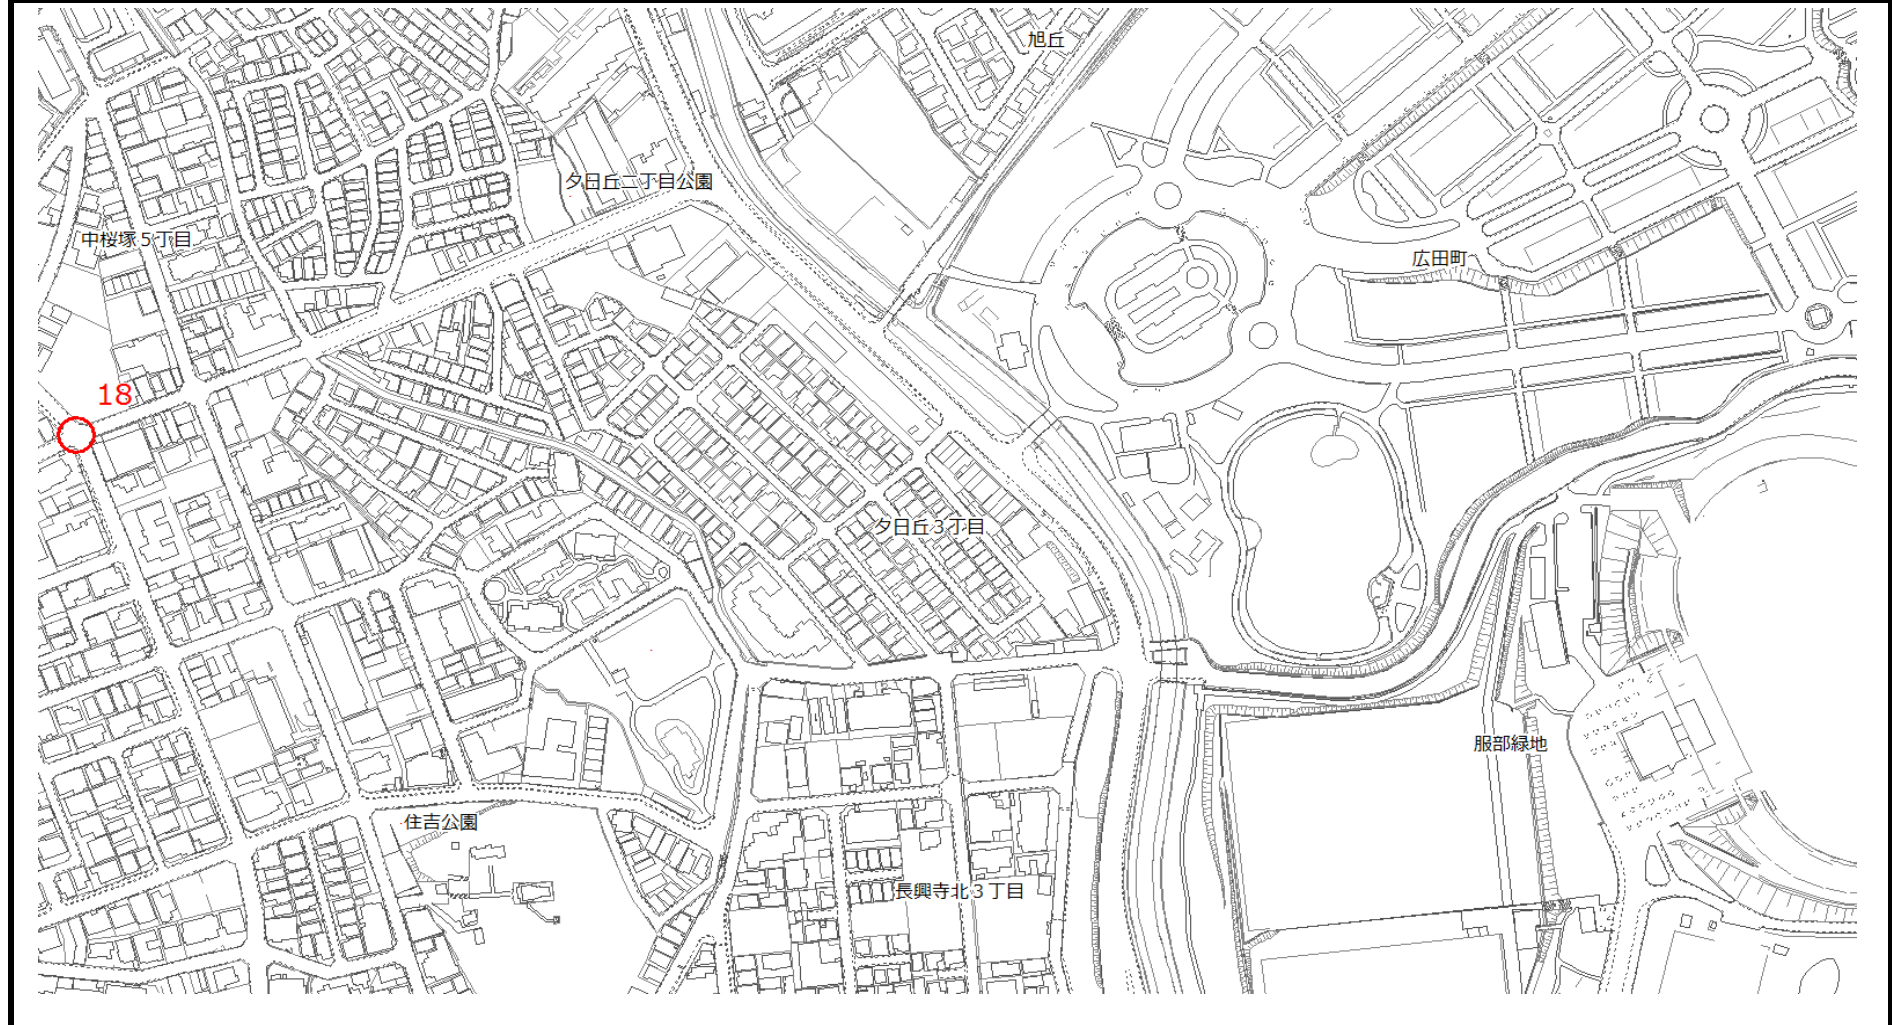 旭丘
夕日丘二丁目公園
中桜塚５丁目
広田町
18
夕日丘３丁目
服部緑地
住吉公園
長興寺北３丁目